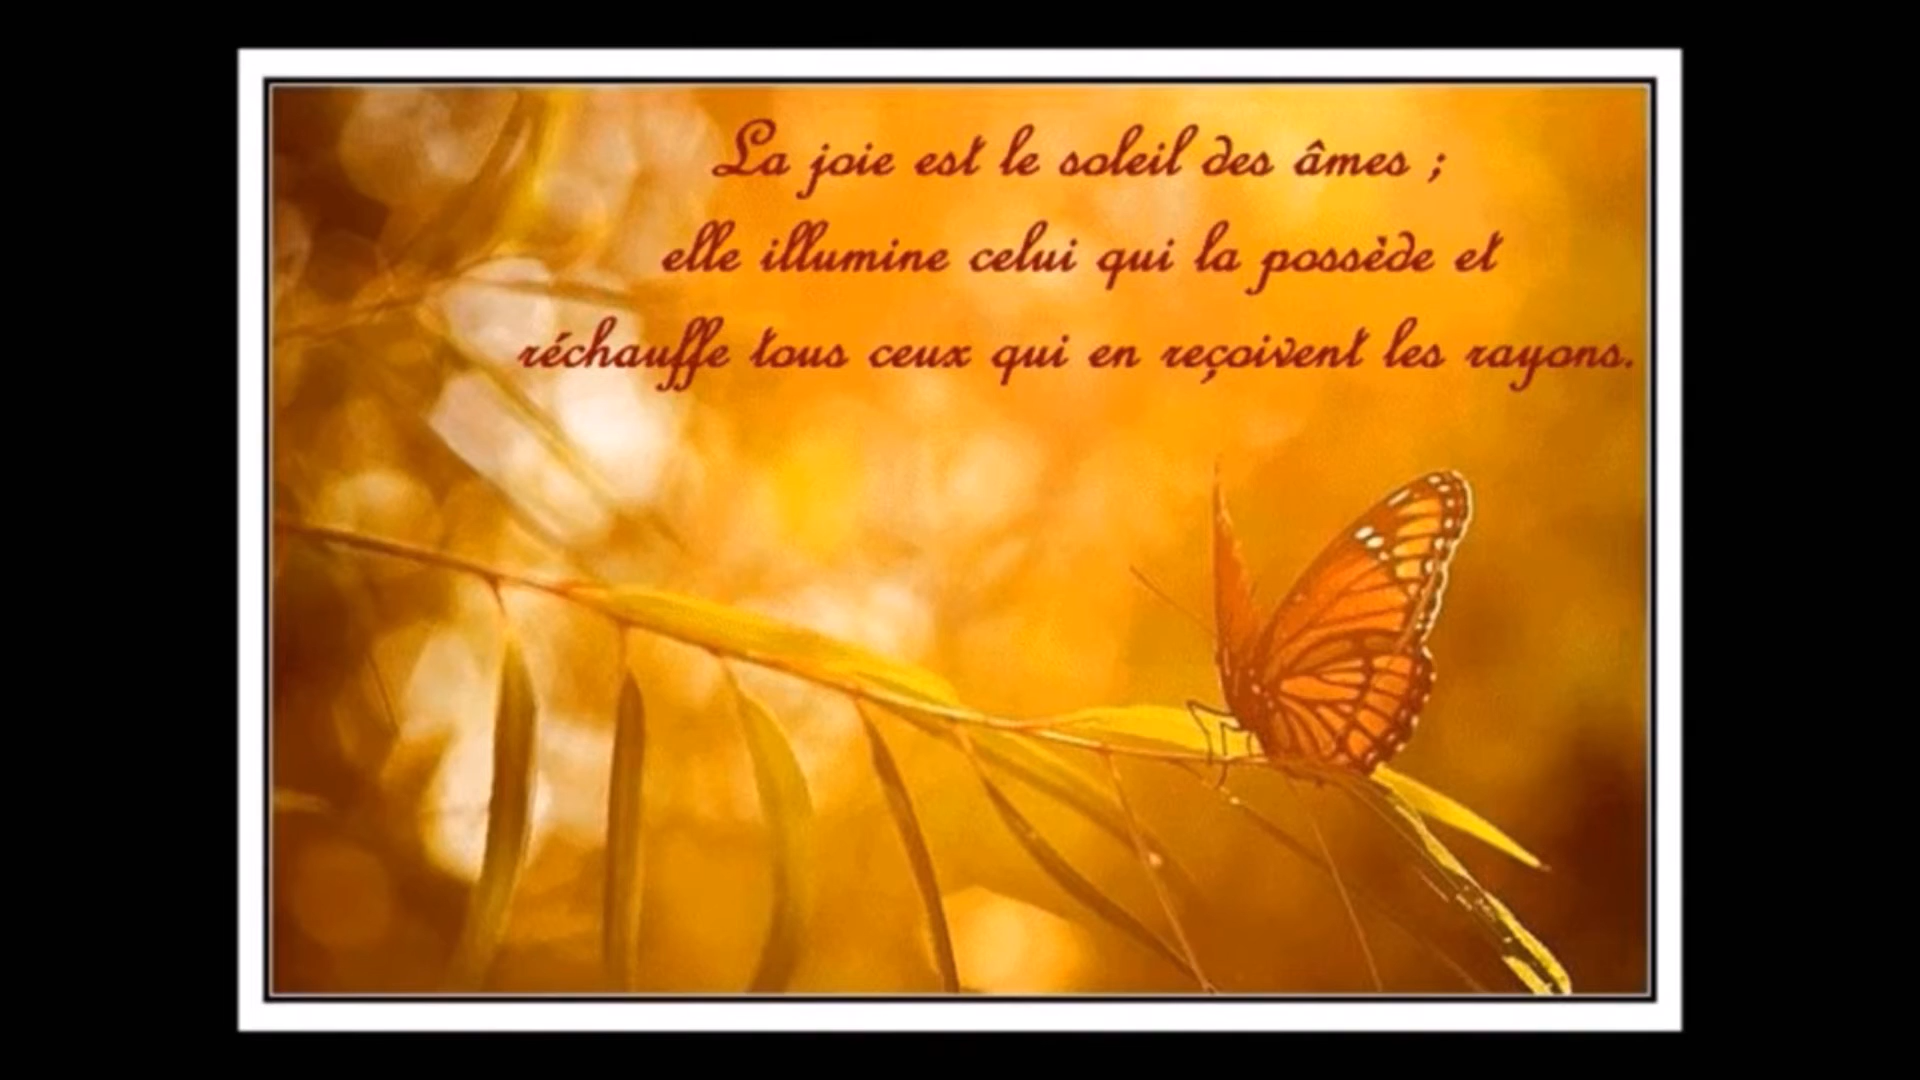 La joie est le soleil des âmes ;
elle illumine celui qui la possède et
réchauffe tous ceux qui en reçoivent les rayons.